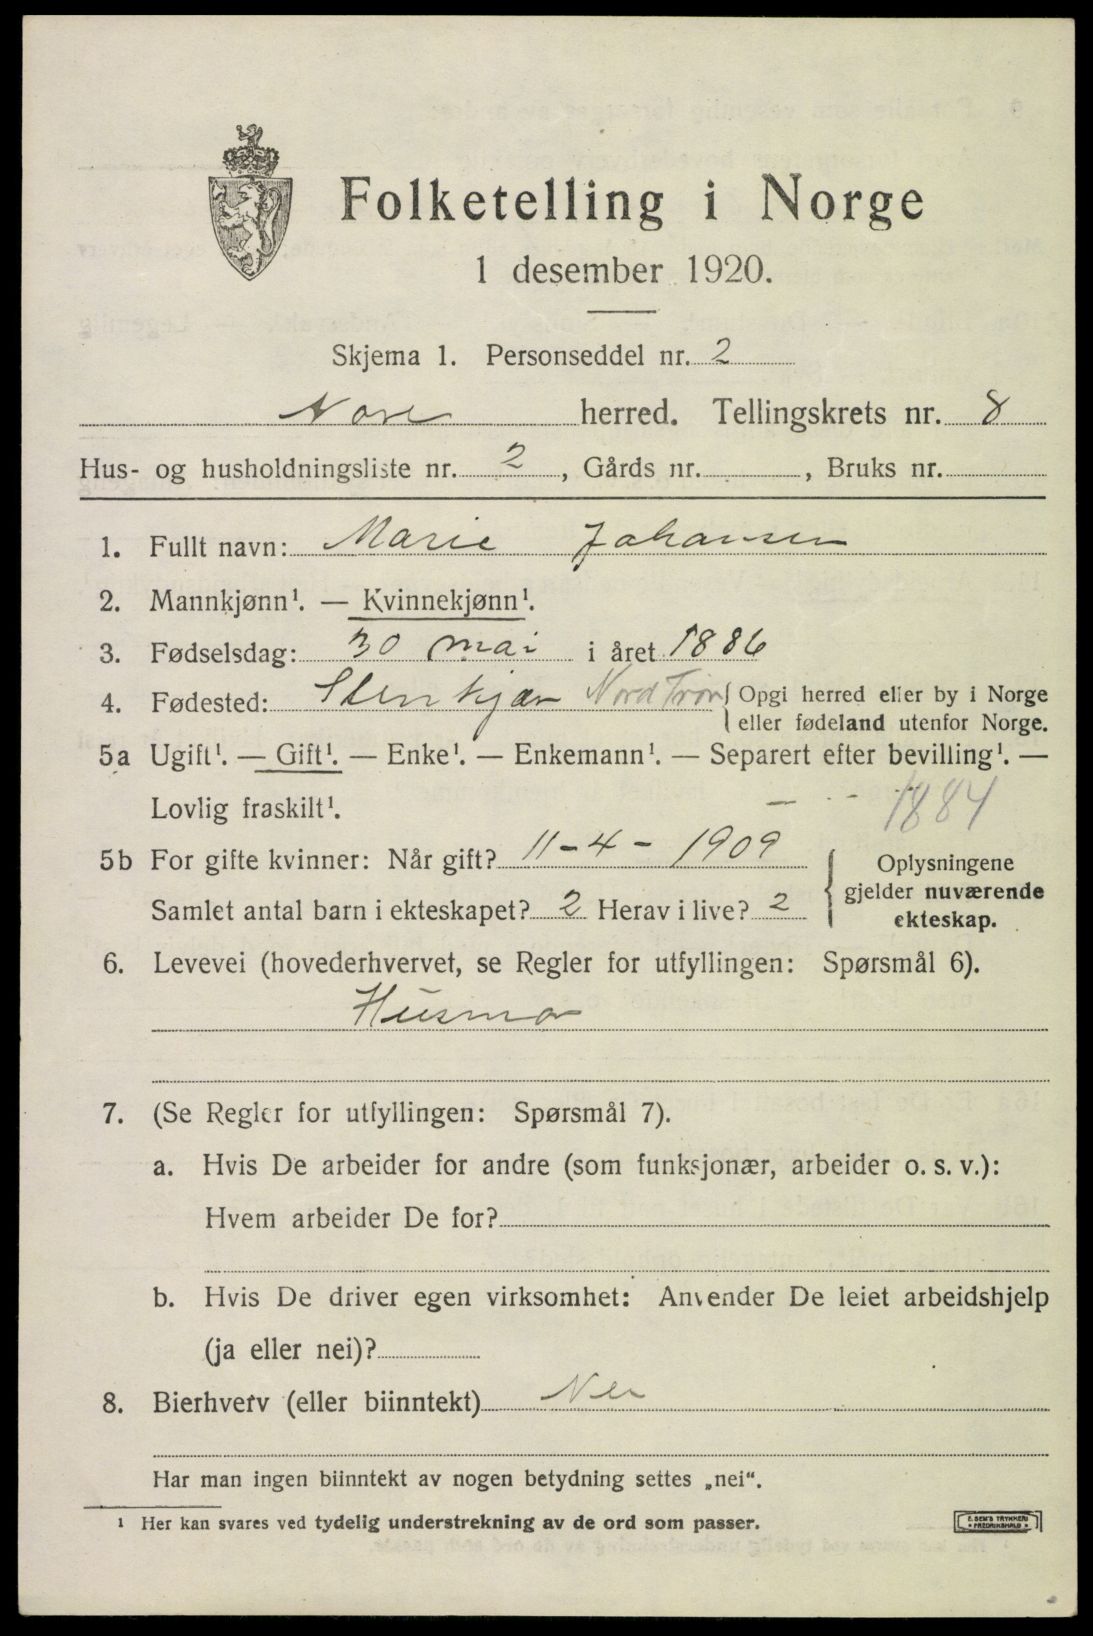 Folketelling i Norge
1 desember 1920.
Skjema 1. Personseddel nr. 2
Nore herred. Tellingskrets nr. 8
Hus- og husholdningsliste nr. 2, Gårds nr. , Bruks nr.
1. Fullt navn: Marie Johansen
2. Mannkjønn¹. — Kvinnekjønn¹.
3. Fødselsdag: 30 mai i året 1886
4. Fødested: Stenkjær Nord Trøn { Opgi herred eller by i Norge
eller fødeland utenfor Norge.
5a Ugift¹. — Gift¹. — Enke¹. — Enkemann¹. — Separert efter bevilling¹. —
Lovlig fraskilt¹. — - - 1884
5b For gifte kvinner: Når gift? 11-4-1909
Samlet antal barn i ekteskapet? 2 Herav i live? 2
{ Oplysningene
gjelder nuværende
ekteskap.
6. Levevei (hovederhvervet, se Regler for utfyllingen: Spørsmål 6).
Husmor
7. (Se Regler for utfyllingen: Spørsmål 7).
a. Hvis De arbeider for andre (som funksjonær, arbeider o. s. v.):
Hvem arbeider De for?
b. Hvis De driver egen virksomhet: Anvender De leiet arbeidshjelp
(ja eller nei)?
8. Bierhverv (eller biinntekt) Nei
Har man ingen biinntekt av nogen betydning settes „nei“.
¹ Her kan svares ved tydelig understrekning av de ord som passer.
E. SEM'S TRYKKERI
• FREDRIKSHALD •